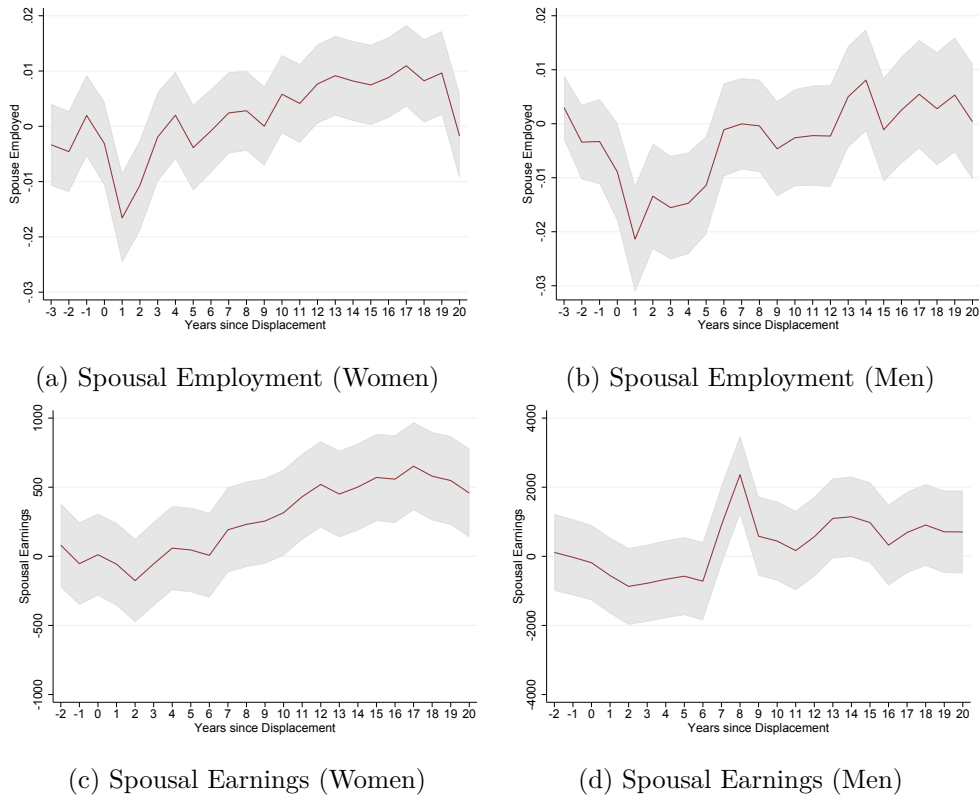 .02
.01
0
-.01
-.02
-.03
Spouse Employed
-3 -2 -1 0 1 2 3 4 5 6 7 8 9 10 11 12 13 14 15 16 17 18 19 20
Years since Displacement
(a) Spousal Employment (Women)
.02
.01
0
-.01
-.02
-.03
Spouse Employed
-3 -2 -1 0 1 2 3 4 5 6 7 8 9 10 11 12 13 14 15 16 17 18 19 20
Years since Displacement
(b) Spousal Employment (Men)
1000
500
0
-500
-1000
Spousal Earnings
-2 -1 0 1 2 3 4 5 6 7 8 9 10 11 12 13 14 15 16 17 18 19 20
Years since Displacement
(c) Spousal Earnings (Women)
4000
2000
0
-2000
-4000
Spousal Earnings
-2 -1 0 1 2 3 4 5 6 7 8 9 10 11 12 13 14 15 16 17 18 19 20
Years since Displacement
(d) Spousal Earnings (Men)